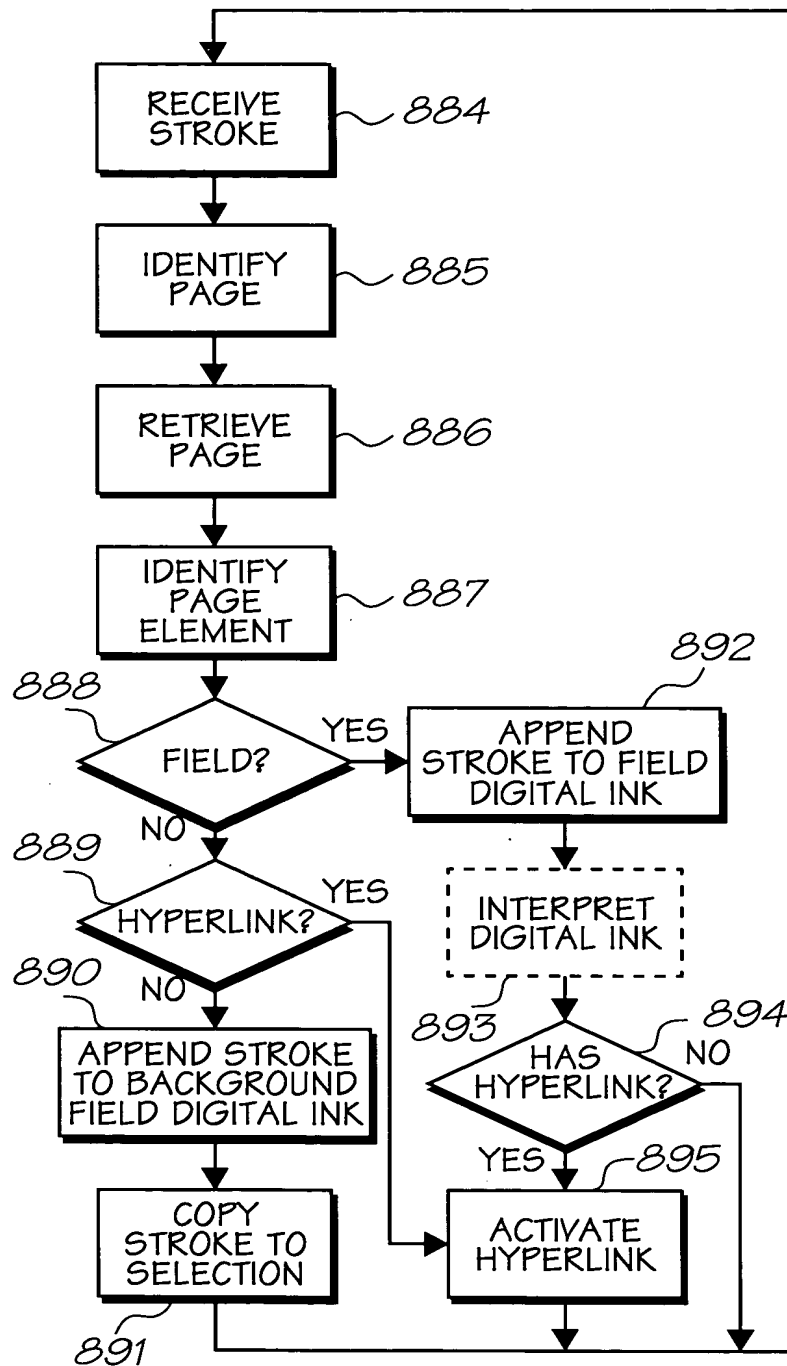 RECEIVE
STROKE
884
IDENTIFY
PAGE
885
RETRIEVE
PAGE
886
IDENTIFY
PAGE
ELEMENT
887
888
FIELD?
YES
NO
892
APPEND
STROKE TO FIELD
DIGITAL INK
889
HYPERLINK?
YES
NO
INTERPRET
DIGITAL INK
893
890
APPEND STROKE
TO BACKGROUND
FIELD DIGITAL INK
894
HAS
HYPERLINK?
NO
YES
COPY
STROKE TO
SELECTION
891
895
ACTIVATE
HYPERLINK